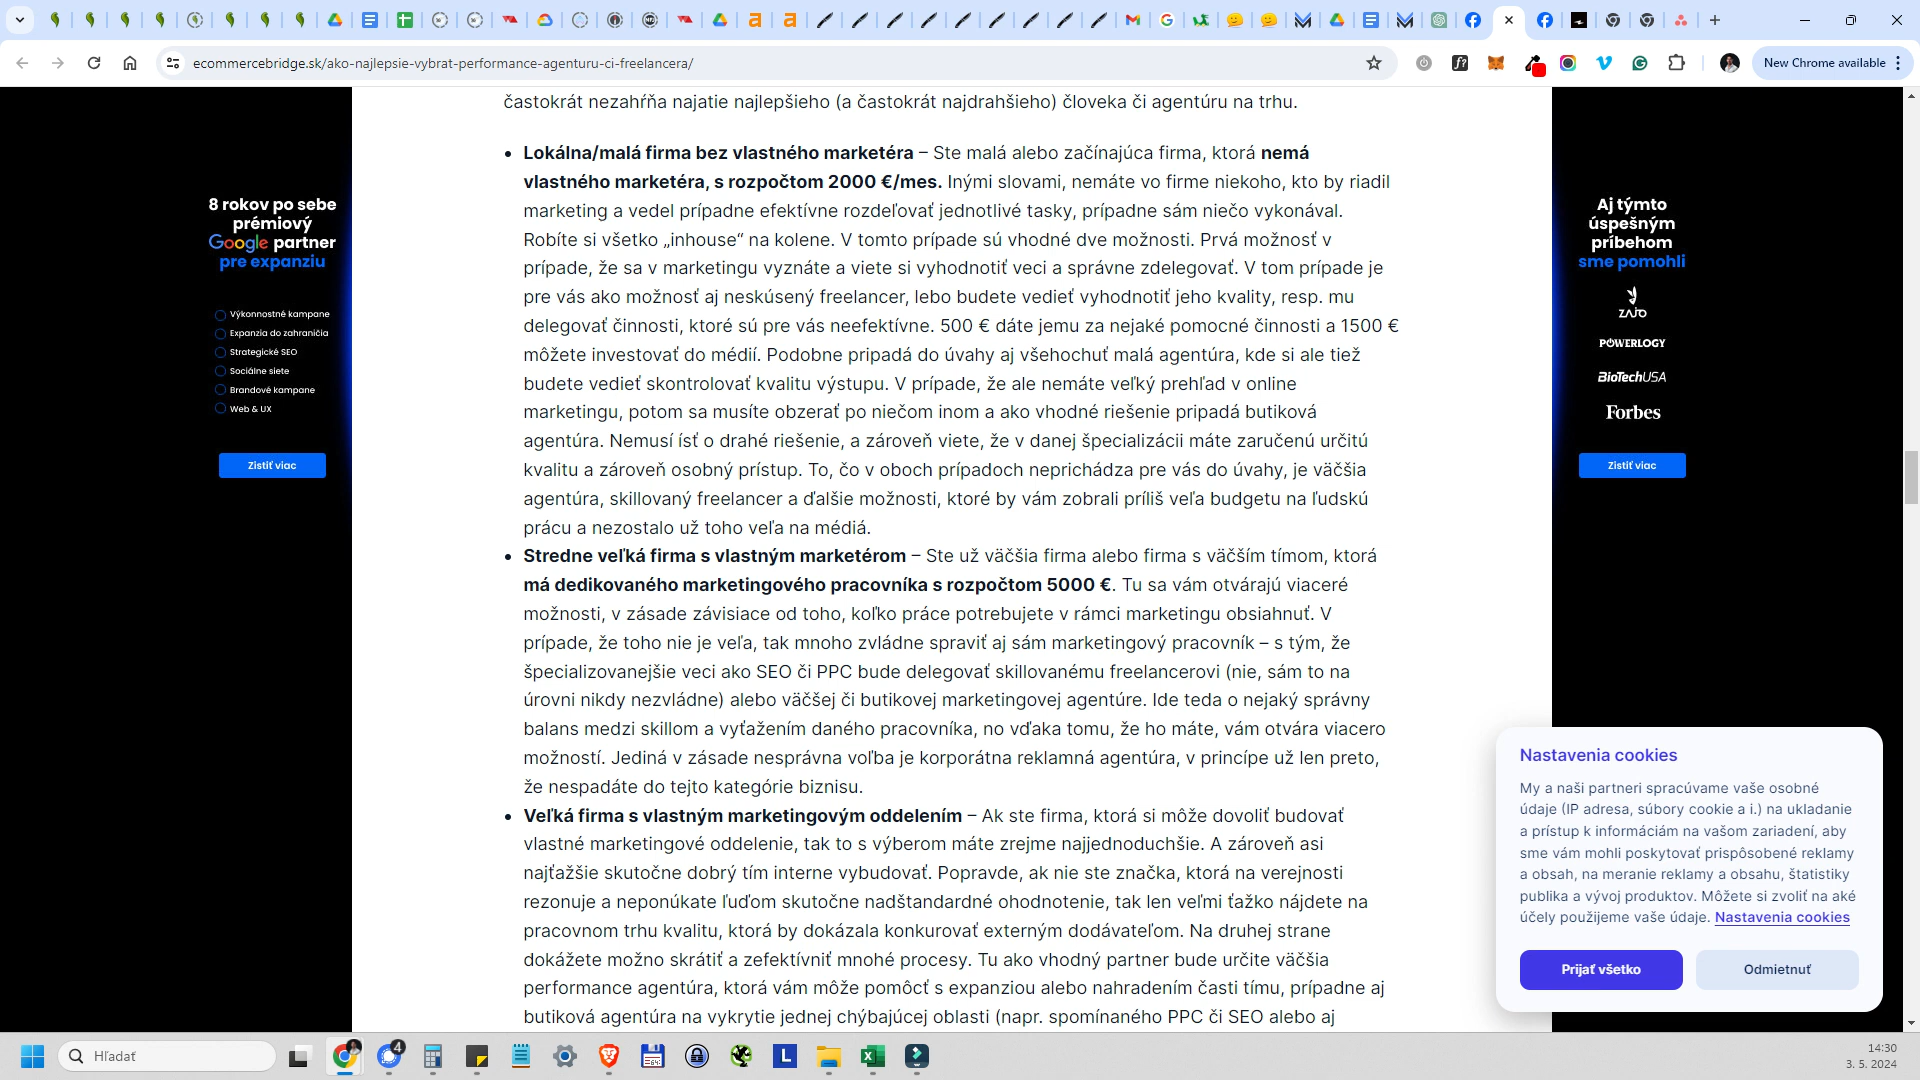 ecommercebridge.sk/ako-najlepsie-vybrat-performance-agenturu-ci-freelancera/
New Chrome available
častokrát nezahŕňa najatie najlepšieho (a častokrát najdrahšieho) človeka či agentúru na trhu.
• Lokálna/malá firma bez vlastného marketéra – Ste malá alebo začínajúca firma, ktorá nemá
vlastného marketéra, s rozpočtom 2000 €/mes. Inými slovami, nemáte vo firme niekoho, kto by riadil
marketing a vedel prípadne efektívne rozdeľovať jednotlivé tasky, prípadne sám niečo vykonával.
Robíte si všetko „inhouse“ na kolene. V tomto prípade sú vhodné dve možnosti. Prvá možnosť v
prípade, že sa v marketingu vyznáte a viete si vyhodnotiť veci a správne zdelegovať. V tom prípade je
pre vás ako možnosť aj neskúsený freelancer, lebo budete vedieť vyhodnotiť jeho kvality, resp. mu
delegovať činnosti, ktoré sú pre vás neefektívne. 500 € dáte jemu za nejaké pomocné činnosti a 1500 €
môžete investovať do médií. Podobne pripadá do úvahy aj všehochuť malá agentúra, kde si ale tiež
budete vedieť skontrolovať kvalitu výstupu. V prípade, že ale nemáte veľký prehľad v online
marketingu, potom sa musíte obzerať po niečom inom a ako vhodné riešenie pripadá butiková
agentúra. Nemusí ísť o drahé riešenie, a zároveň viete, že v danej špecializácii máte zaručenú určitú
kvalitu a zároveň osobný prístup. To, čo v oboch prípadoch neprichádza pre vás do úvahy, je väčšia
agentúra, skillovaný freelancer a ďalšie možnosti, ktoré by vám zobrali príliš veľa budgetu na ľudskú
prácu a nezostalo už toho veľa na médiá.
• Stredne veľká firma s vlastným marketérom – Ste už väčšia firma alebo firma s väčším tímom, ktorá
má dedikovaného marketingového pracovníka s rozpočtom 5000 €. Tu sa vám otvárajú viaceré
možnosti, v zásade závisiace od toho, koľko práce potrebujete v rámci marketingu obsiahnuť. V
prípade, že toho nie je veľa, tak mnoho zvládne spraviť aj sám marketingový pracovník – s tým, že
špecializovanejšie veci ako SEO či PPC bude delegovať skillovanému freelancerovi (nie, sám to na
úrovni nikdy nezvládne) alebo väčšej či butikovej marketingovej agentúre. Ide teda o nejaký správny
balans medzi skillom a vyťažením daného pracovníka, no vďaka tomu, že ho máte, vám otvára viacero
možností. Jediná v zásade nesprávna voľba je korporátna reklamná agentúra, v princípe už len preto,
že nespadáte do tejto kategórie biznisu.
• Veľká firma s vlastným marketingovým oddelením – Ak ste firma, ktorá si môže dovoliť budovať
vlastné marketingové oddelenie, tak to s výberom máte zrejme najjednoduchšie. A zároveň asi
najťažšie skutočne dobrý tím interne vybudovať. Popravde, ak nie ste značka, ktorá na verejnosti
rezonuje a neponúkate ľuďom skutočne nadštandardné ohodnotenie, tak len veľmi ťažko nájdete na
pracovnom trhu kvalitu, ktorá by dokázala konkurovať externým dodávateľom. Na druhej strane
dokážete možno skrátiť a zefektívniť mnohé procesy. Tu ako vhodný partner bude určite väčšia
performance agentúra, ktorá vám môže pomôcť s expanziou alebo nahradením časti tímu, prípadne aj
butiková agentúra na vykrytie jednej chýbajúcej oblasti (napr. spomínaného PPC či SEO alebo aj
8 rokov po sebe
prémiový
Google partner
pre expanziu
Výkonnostné kampane
Expanzia do zahraničia
Strategické SEO
Sociálne siete
Brandové kampane
Web & UX
Zistiť viac
Aj týmto
úspešným
príbehom
sme pomohli
ZAJO
POWERLOGY
BioTechUSA
Forbes
Zistiť viac
Nastavenia cookies
My a naši partneri spracúvame vaše osobné
údaje (IP adresa, súbory cookie a i.) na ukladanie
a prístup k informáciám na vašom zariadení, aby
sme vám mohli poskytovať prispôsobené reklamy
a obsah, na meranie reklamy a obsahu, štatistiky
publika a vývoj produktov. Môžete si zvoliť na aké
účely použijeme vaše údaje. Nastavenia cookies
Prijať všetko
Odmietnuť
Hľadať
4
L
14:30
3. 5. 2024